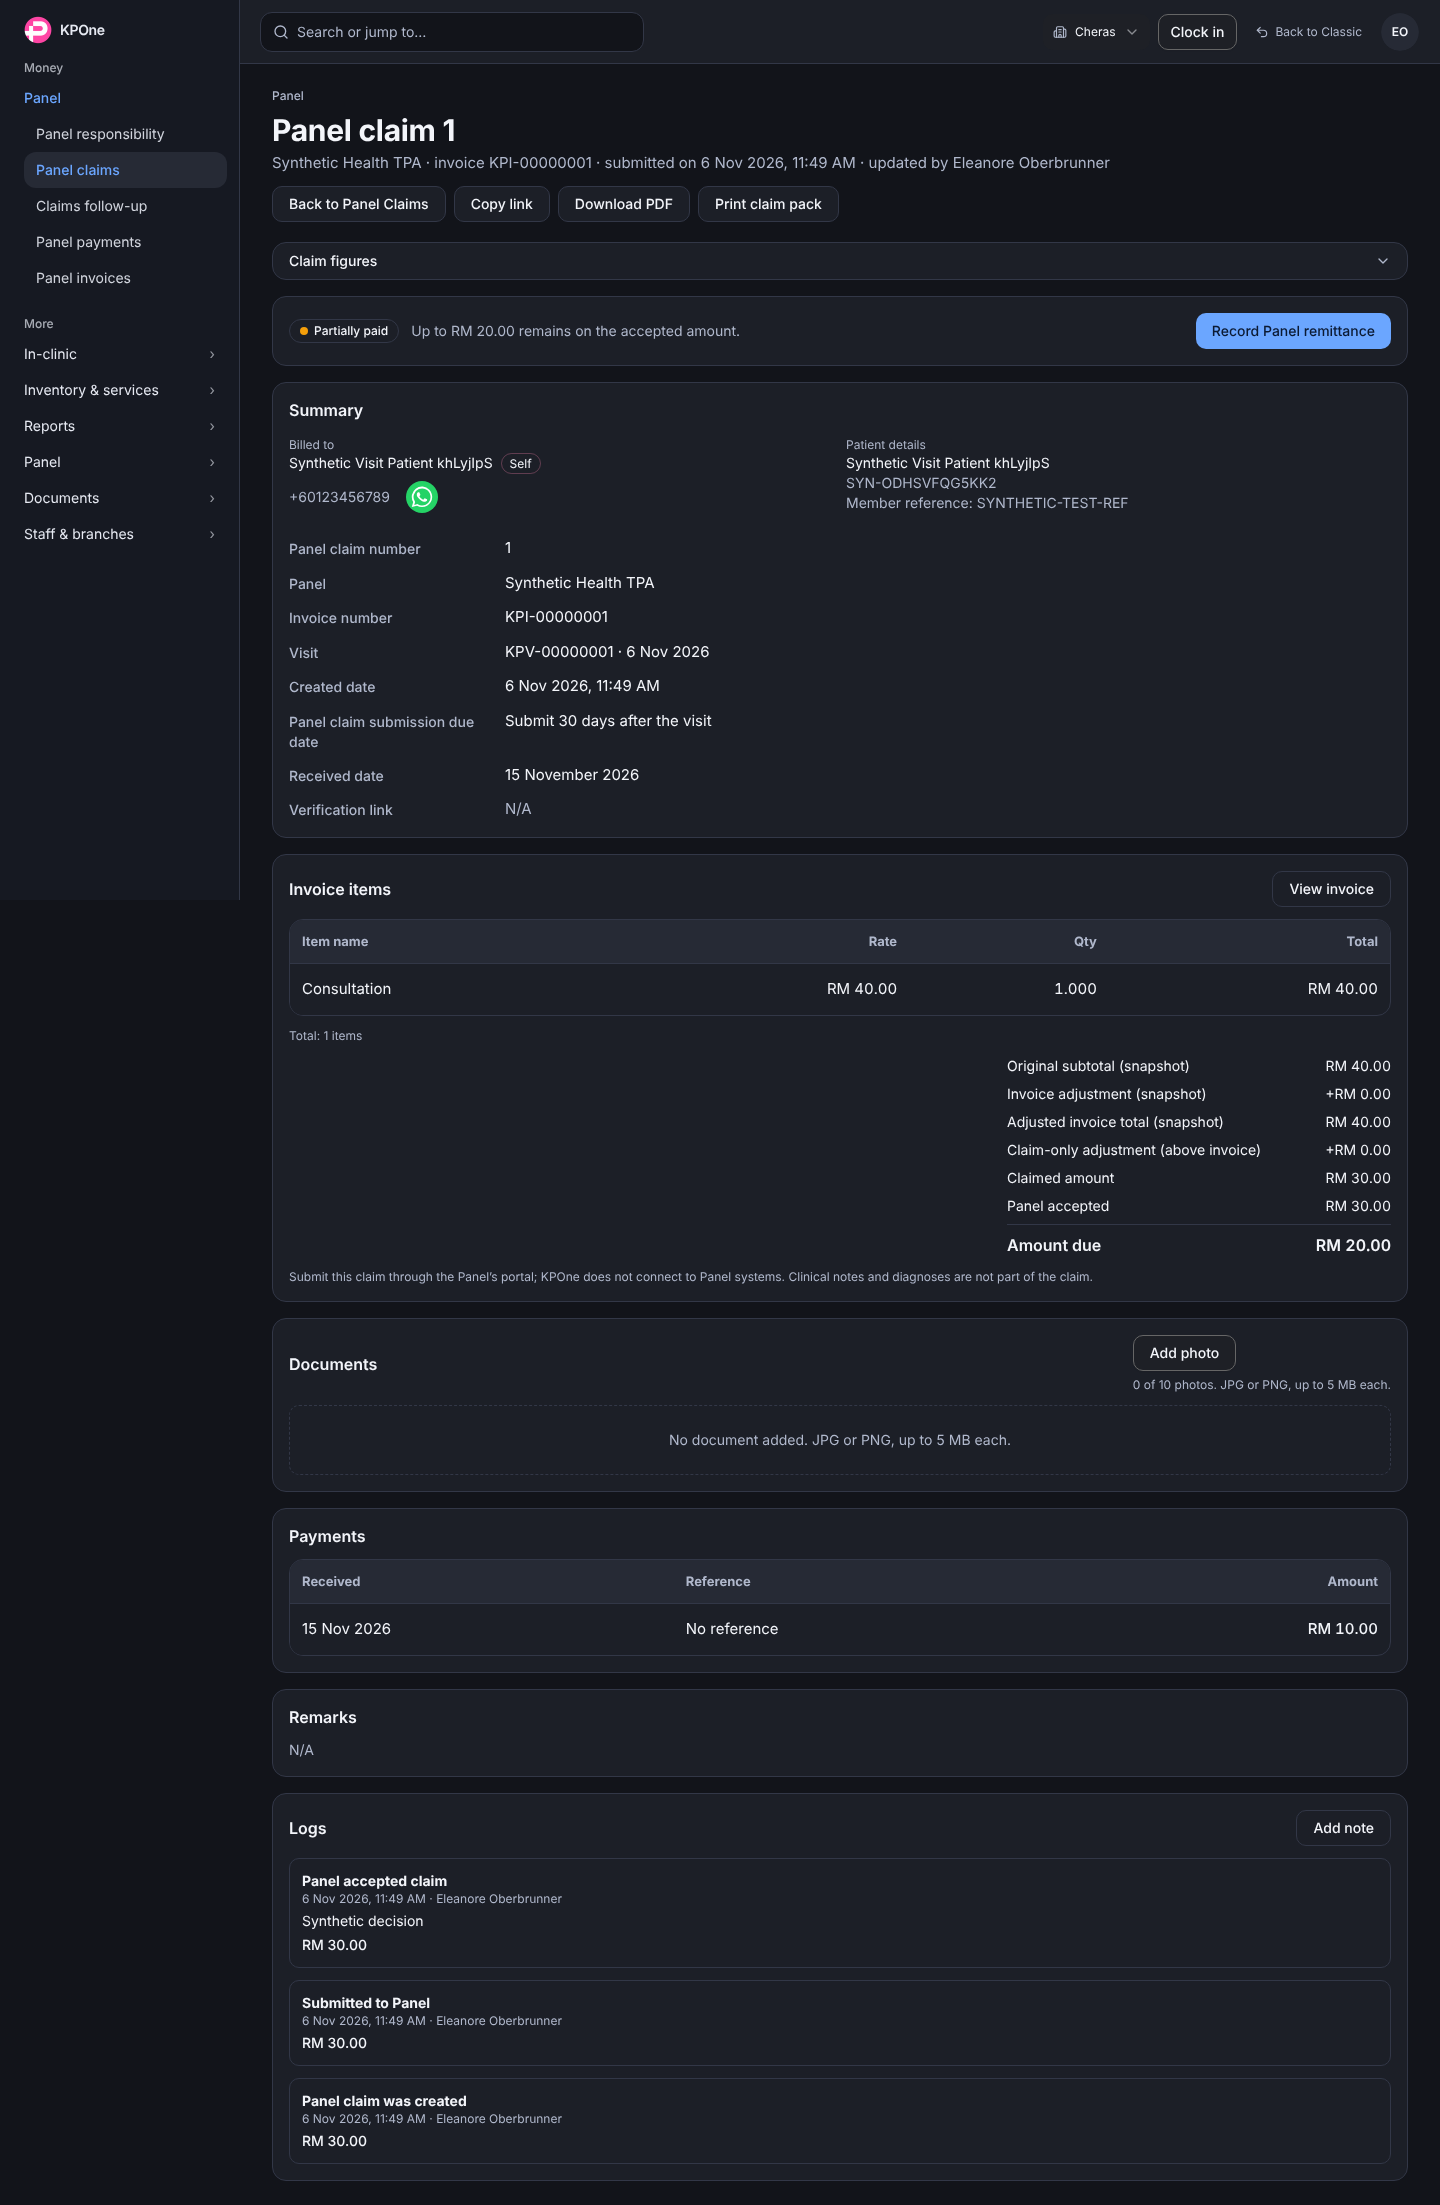 KPOne
Search or jump to...
Cheras
Clock in
Back to Classic
EO
Money
Panel
Panel responsibility
Panel claims
Claims follow-up
Panel payments
Panel invoices
More
In-clinic
Inventory & services
Reports
Panel
Documents
Staff & branches
Panel
Panel claim 1
Synthetic Health TPA · invoice KPI-00000001 · submitted on 6 Nov 2026, 11:49 AM · updated by Eleanore Oberbrunner
Back to Panel Claims
Copy link
Download PDF
Print claim pack
Claim figures
Partially paid
Up to RM 20.00 remains on the accepted amount.
Record Panel remittance
Summary
Billed to
Synthetic Visit Patient khLyjIpS Self
+60123456789
Patient details
Synthetic Visit Patient khLyjIpS
SYN-ODHSVFQG5KK2
Member reference: SYNTHETIC-TEST-REF
Panel claim number 1
Panel Synthetic Health TPA
Invoice number KPI-00000001
Visit KPV-00000001 · 6 Nov 2026
Created date 6 Nov 2026, 11:49 AM
Panel claim submission due date Submit 30 days after the visit
Received date 15 November 2026
Verification link N/A
Invoice items
View invoice
Item name Rate Qty Total
Consultation RM 40.00 1.000 RM 40.00
Total: 1 items
Original subtotal (snapshot) RM 40.00
Invoice adjustment (snapshot) +RM 0.00
Adjusted invoice total (snapshot) RM 40.00
Claim-only adjustment (above invoice) +RM 0.00
Claimed amount RM 30.00
Panel accepted RM 30.00
Amount due RM 20.00
Submit this claim through the Panel's portal; KPOne does not connect to Panel systems. Clinical notes and diagnoses are not part of the claim.
Documents
Add photo
0 of 10 photos. JPG or PNG, up to 5 MB each.
No document added. JPG or PNG, up to 5 MB each.
Payments
Received Reference Amount
15 Nov 2026 No reference RM 10.00
Remarks
N/A
Logs
Add note
Panel accepted claim
6 Nov 2026, 11:49 AM · Eleanore Oberbrunner
Synthetic decision
RM 30.00
Submitted to Panel
6 Nov 2026, 11:49 AM · Eleanore Oberbrunner
RM 30.00
Panel claim was created
6 Nov 2026, 11:49 AM · Eleanore Oberbrunner
RM 30.00